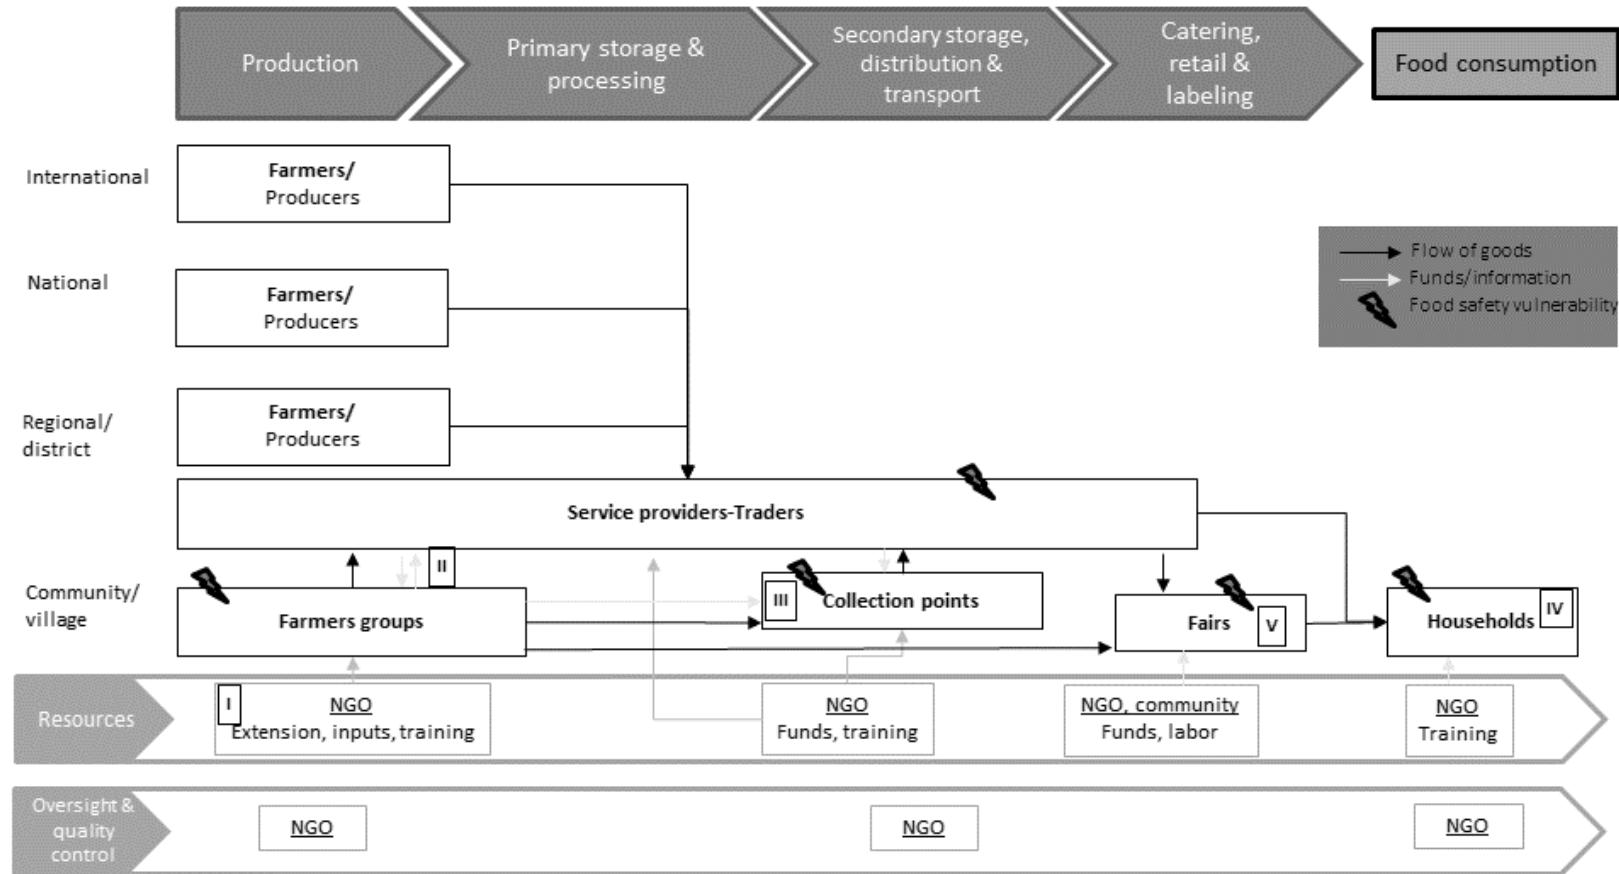 Production
Primary storage &
processing
Secondary storage,
distribution &
transport
Catering,
retail &
labeling
Food consumption
International
Farmers/
Producers
National
Farmers/
Producers
Regional/
district
Farmers/
Producers
Flow of goods
Funds/information
Food safety vulnerability
Service providers-Traders
Community/
village
II
Farmers groups
III
Collection points
Fairs
V
Households
IV
Resources
I
NGO
Extension, inputs, training
NGO
Funds, training
NGO, community
Funds, labor
NGO
Training
Oversight &
quality
control
NGO
NGO
NGO